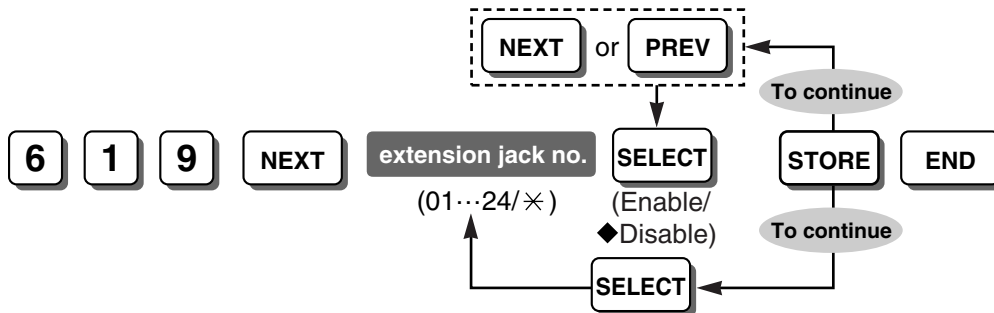 NEXT or PREV
To continue
6 1 9 NEXT extension jack no. SELECT STORE END
(01···24/✳) (Enable/
◆Disable)
To continue
SELECT